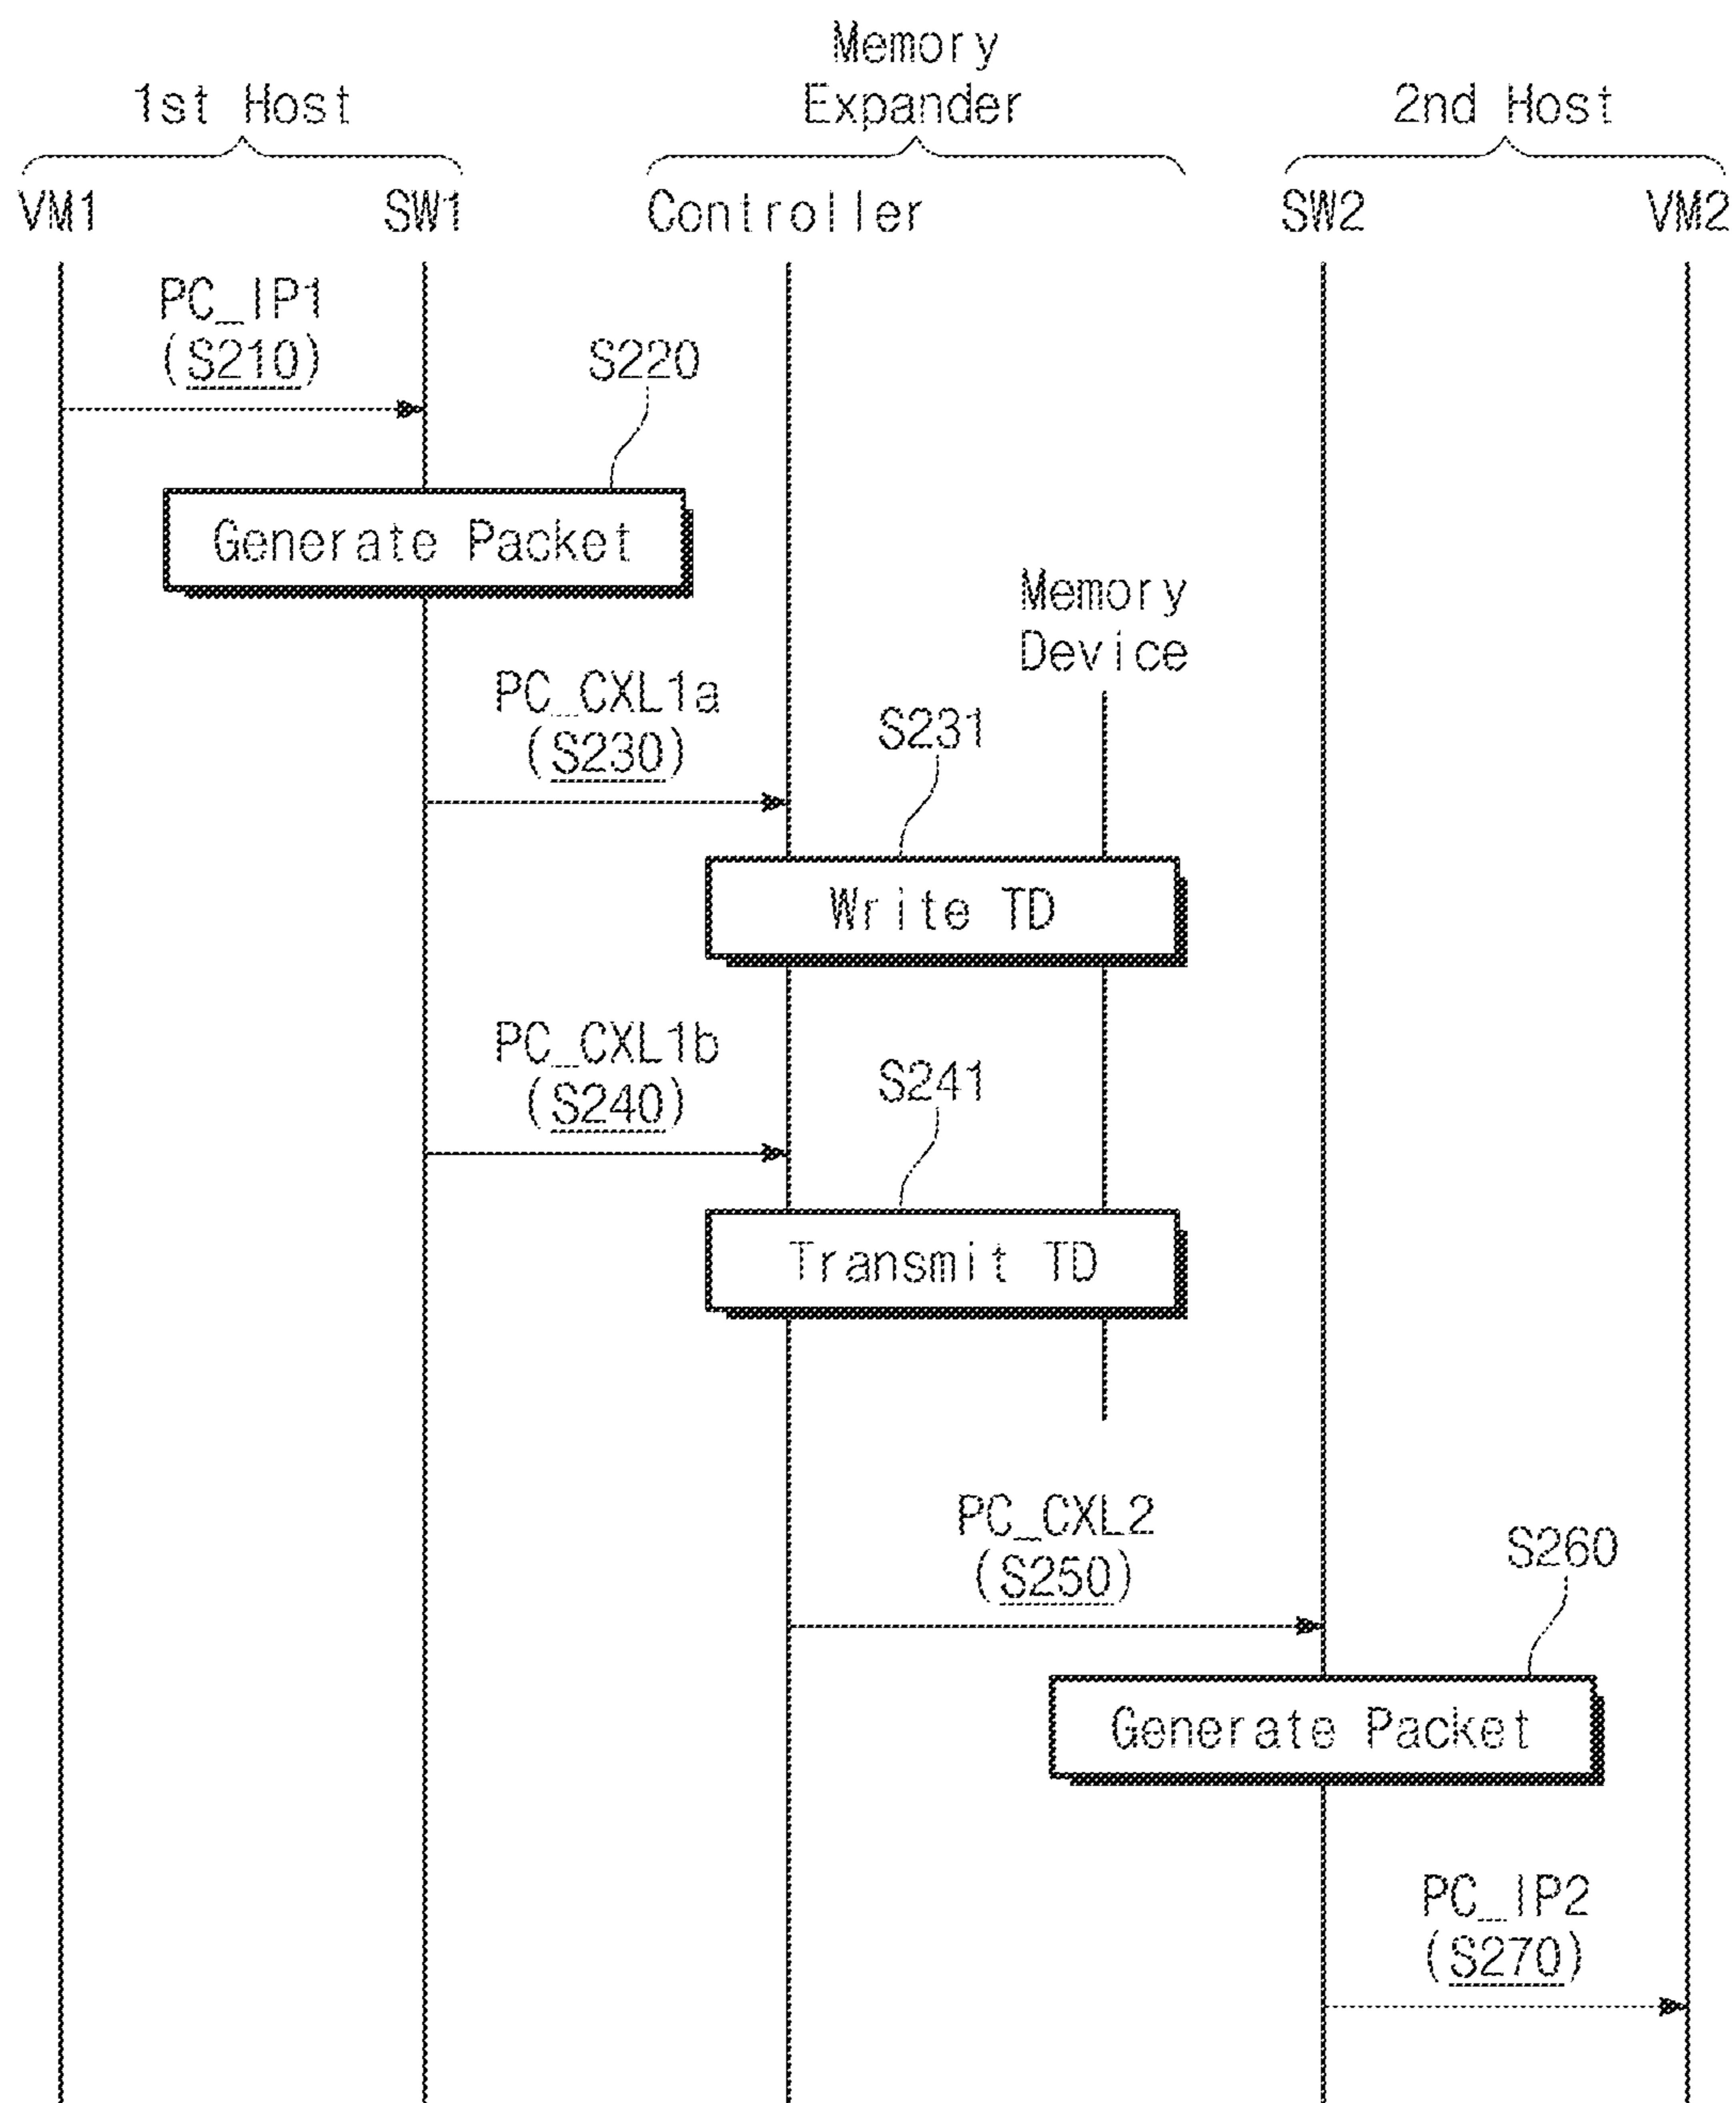 Memory
1st Host
Expander
2nd Host
VM1
SW1
Controller
SW2
VM2
PC_IP1
(S210)
S220
Generate Packet
Memory
Device
PC_CXL1a
(S230)
S231
Write TD
PC_CXL1b
(S240)
S241
Transmit TD
PC_CXL2
(S250)
S260
Generate Packet
PC_IP2
(S270)